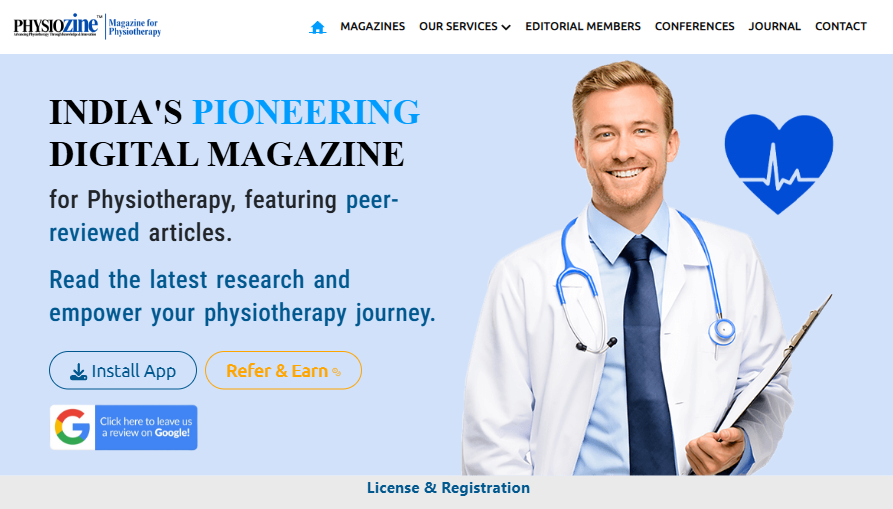 PHYSIOZINE™
Magazine for
Physiotherapy
Advancing Physiotherapy Through Knowledge & Innovation
MAGAZINES
OUR SERVICES
EDITORIAL MEMBERS
CONFERENCES
JOURNAL
CONTACT
INDIA'S PIONEERING
DIGITAL MAGAZINE
for Physiotherapy, featuring peer-
reviewed articles.
Read the latest research and
empower your physiotherapy journey.
Install App
Refer & Earn
Click here to leave us
a review on Google!
License & Registration